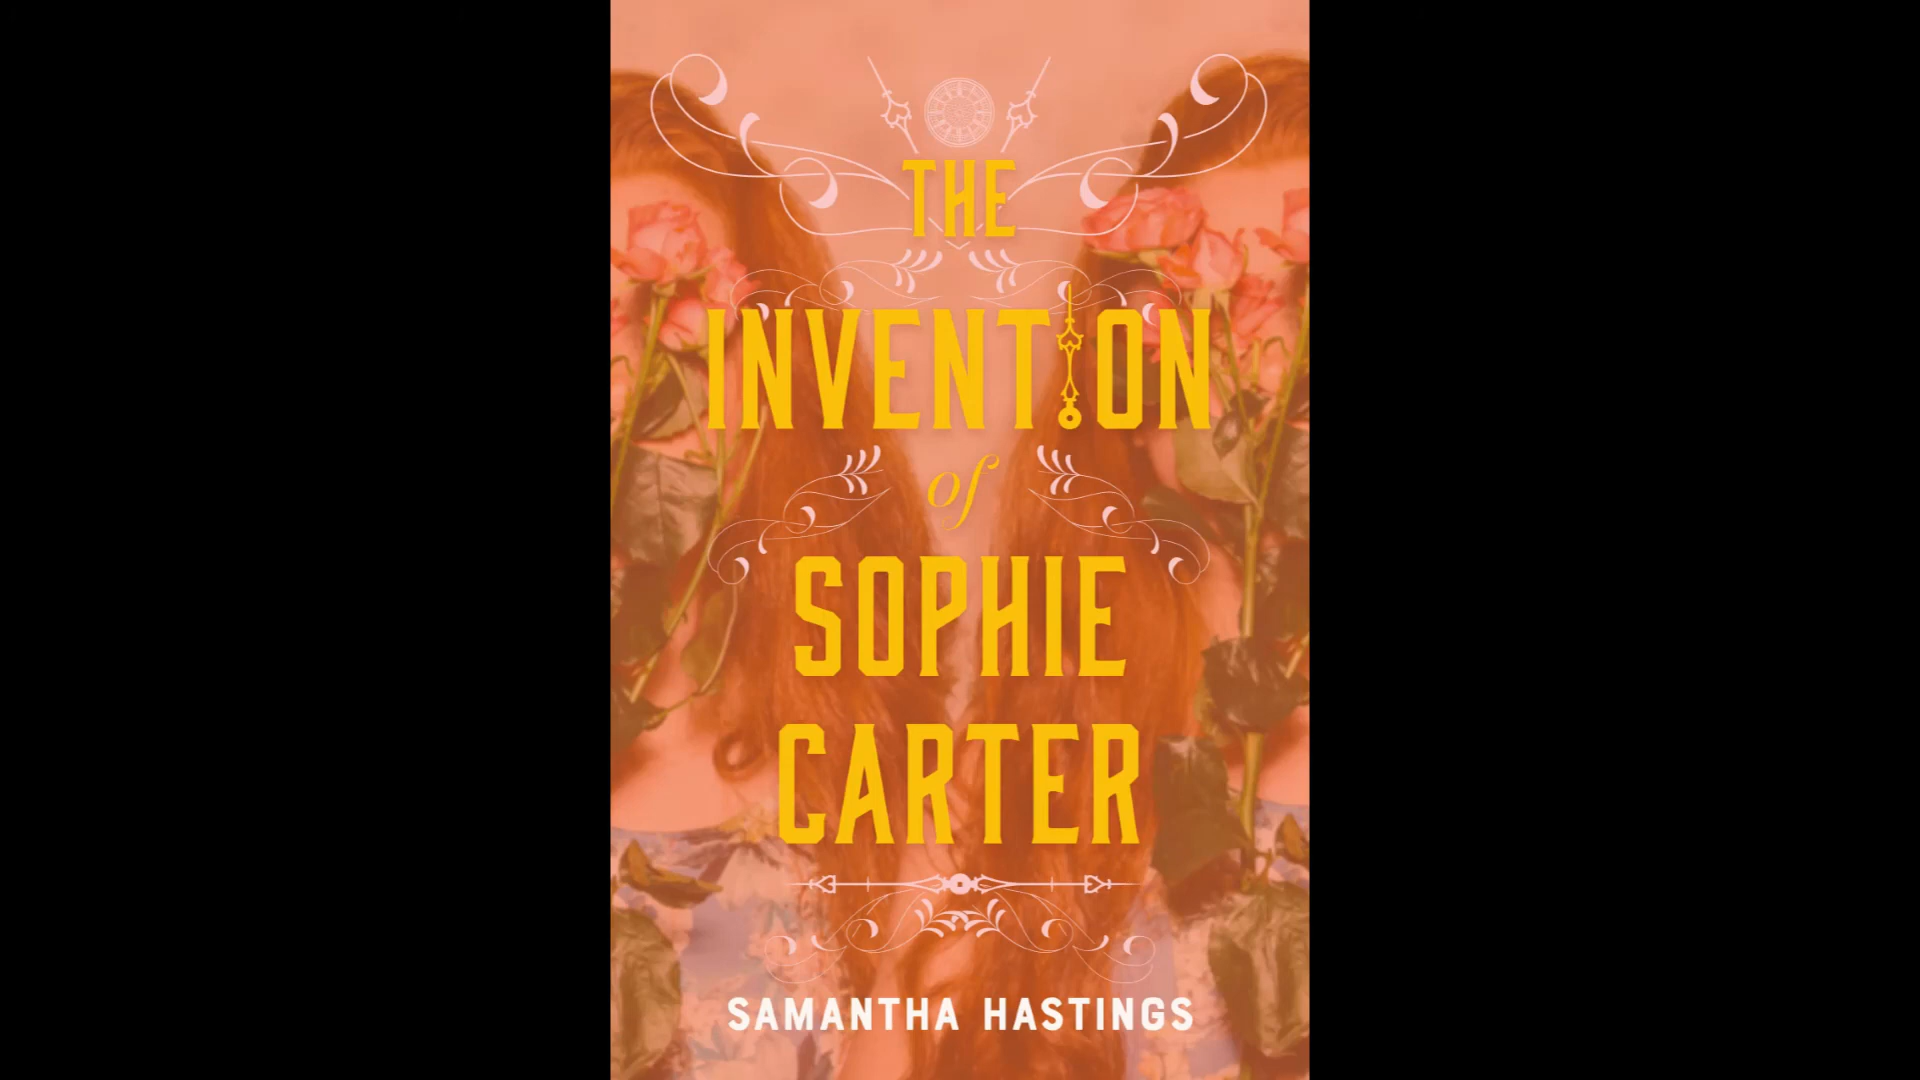 THE
INVENTION
of
SOPHIE
CARTER
SAMANTHA HASTINGS